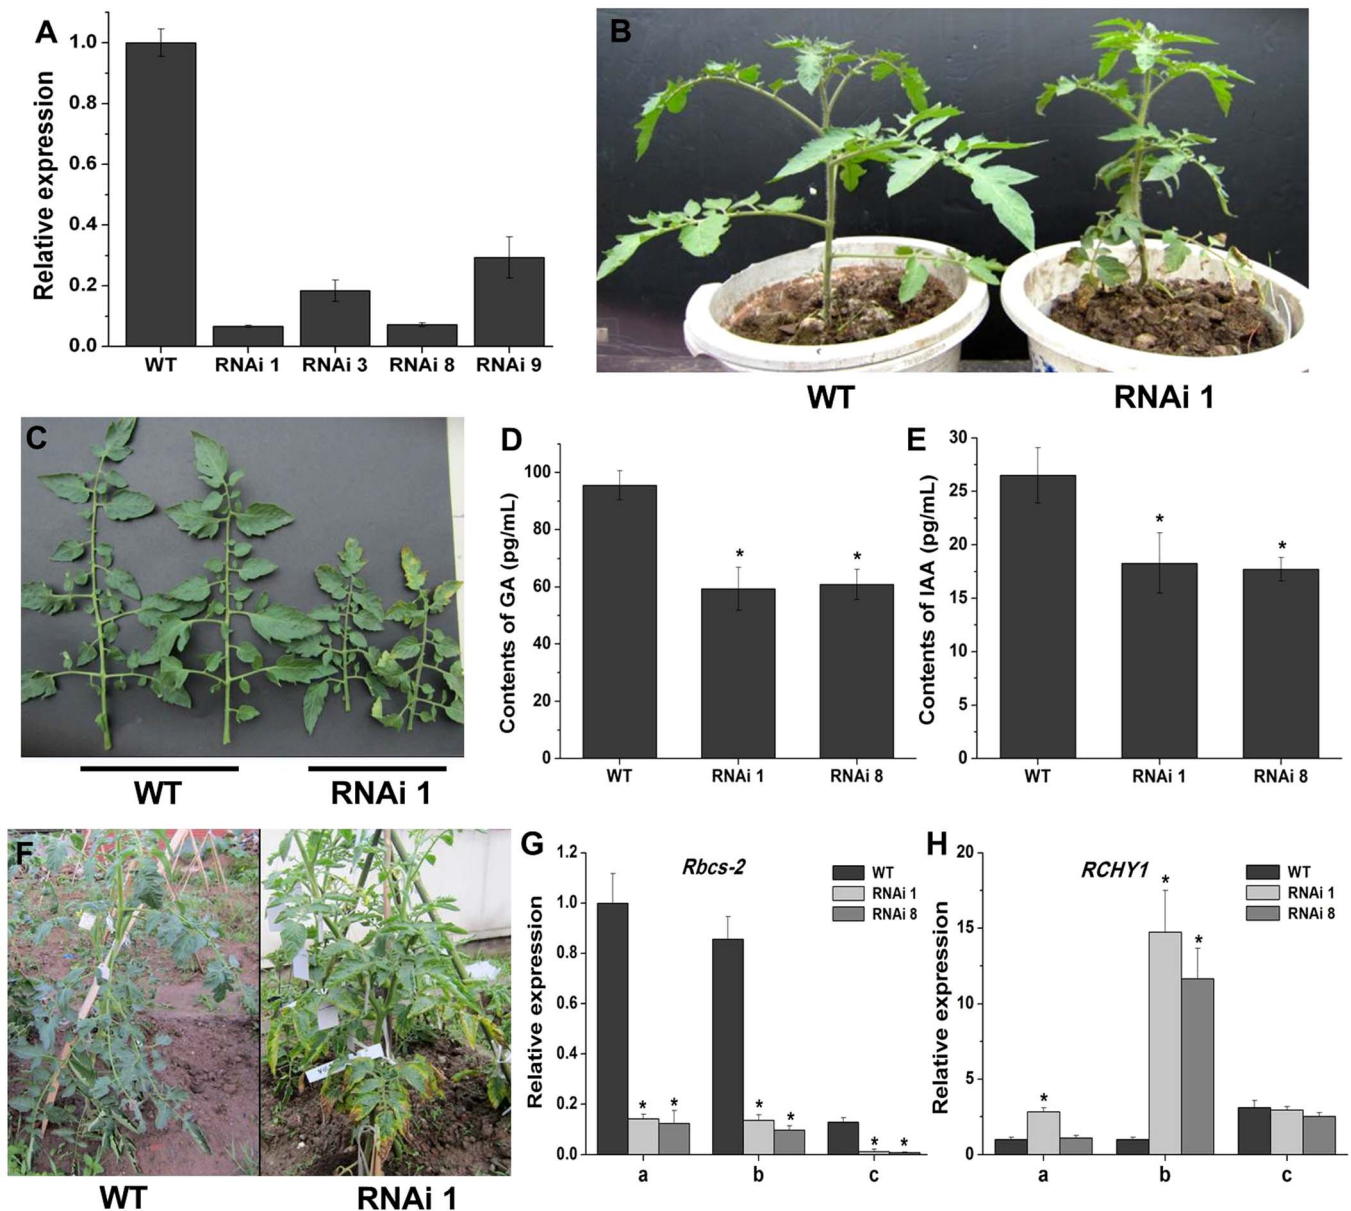 A
Relative expression
1.0
0.8
0.6
0.4
0.2
0.0
WT RNAi 1 RNAi 3 RNAi 8 RNAi 9
B
WT RNAi 1
C
WT RNAi 1
D
Contents of GA (pg/mL)
100
80
60
40
20
0
* *
WT RNAi 1 RNAi 8
E
Contents of IAA (pg/mL)
30
25
20
15
10
5
0
* *
WT RNAi 1 RNAi 8
F
WT RNAi 1
G
Rbcs-2
WT
RNAi 1
RNAi 8
Relative expression
1.2
1.0
0.8
0.6
0.4
0.2
0.0
* * * * * *
a b c
H
RCHY1
WT
RNAi 1
RNAi 8
Relative expression
20
15
10
5
0
* * *
a b c